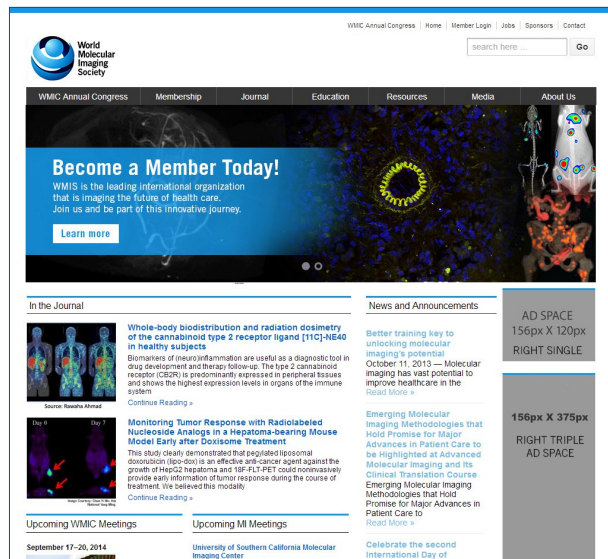 WMIC Annual Congress | Home | Member Login | Jobs | Sponsors | Contact
World
Molecular
Imaging
Society
search here ...
Go
WMIC Annual Congress
Membership
Journal
Education
Resources
Media
About Us
Become a Member Today!
WMIS is the leading international organization
that is imaging the future of health care.
Join us and be part of this innovative journey.
Learn more
In the Journal
Whole-body biodistribution and radiation dosimetry
of the cannabinoid type 2 receptor ligand [11C]-NE40
in healthy subjects
Biomarkers of (neuro)inflammation are useful as a diagnostic tool in
drug development and therapy follow-up. The type 2 cannabinoid
receptor (CB2R) is predominantly expressed in peripheral tissues
and shows the highest expression levels in organs of the immune
system
Continue Reading »
Source: Rawaha Ahmad
Day 0
Day 7
Monitoring Tumor Response with Radiolabeled
Nucleoside Analogs in a Hepatoma-bearing Mouse
Model Early after Doxisome Treatment
This study clearly demonstrated that pegylated liposomal
doxorubicin (lipo-dox) is an effective anti-cancer agent against the
growth of HepG2 hepatoma and 18F-FLT-PET could noninvasively
provide early information of tumor response during the course of
treatment. We believed this modality
Continue Reading »
Upcoming WMIC Meetings
September 17–20, 2014
Upcoming MI Meetings
University of Southern California Molecular
Imaging Center
News and Announcements
Better training key to
unlocking molecular
imaging's potential
October 11, 2013 — Molecular
imaging has vast potential to
improve healthcare in the
Read More »
Emerging Molecular
Imaging Methodologies that
Hold Promise for Major
Advances in Patient Care to
be Highlighted at Advanced
Molecular Imaging and Its
Clinical Translation Course
Emerging Molecular Imaging
Methodologies that Hold
Promise for Major Advances in
Patient Care to
Read More »
Celebrate the second
International Day of
AD SPACE
156px X 120px
RIGHT SINGLE
156px X 375px
RIGHT TRIPLE
AD SPACE